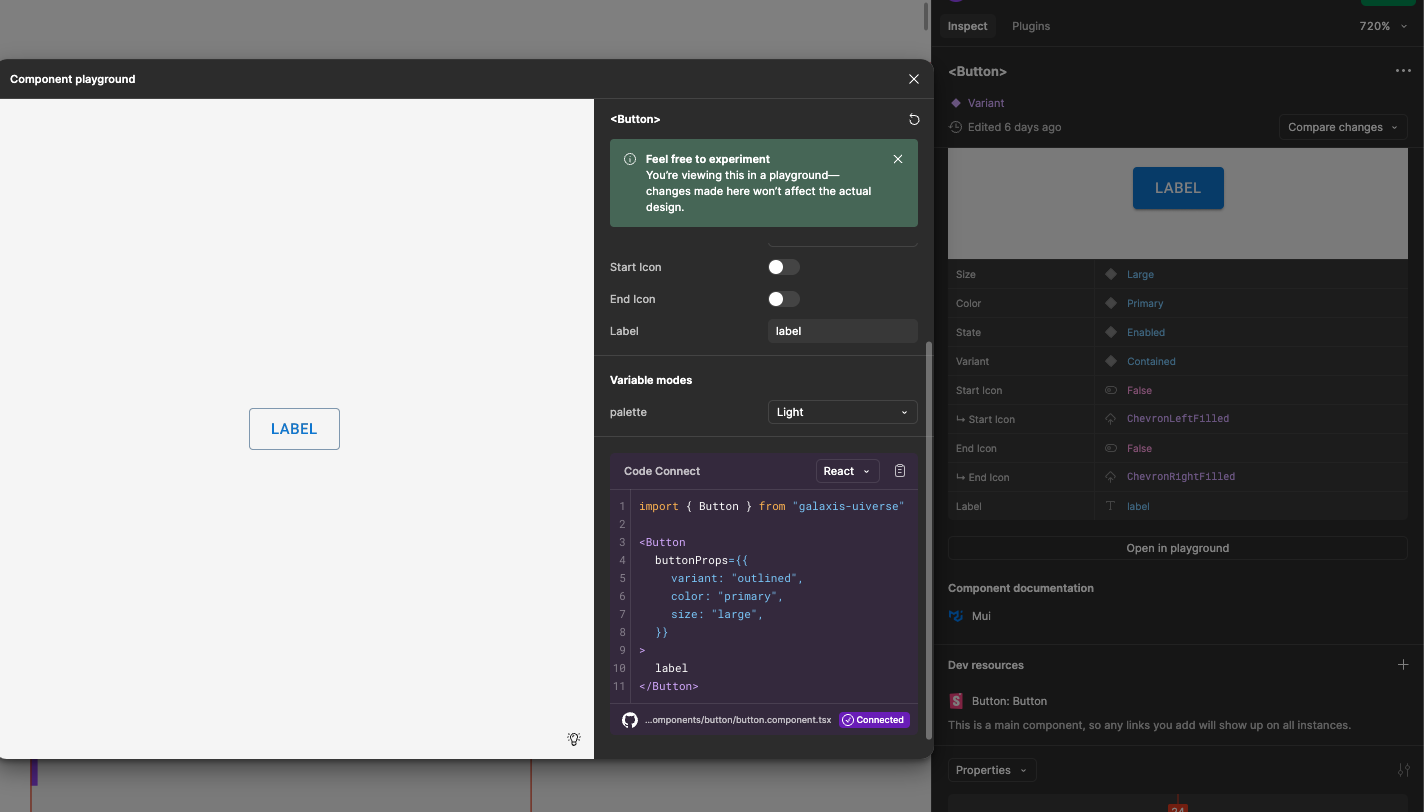 Inspect
Plugins
720%
Component playground
<Button>
Feel free to experiment
You're viewing this in a playground—
changes made here won't affect the actual
design.
Start Icon
End Icon
Label
label
Variable modes
palette
Light
LABEL
Code Connect
React
1 import { Button } from "galaxis-uiverse"
2
3 <Button
4 buttonProps={{
5 variant: "outlined",
6 color: "primary",
7 size: "large",
8 }}
9 >
10 label
11 </Button>
...omponents/button/button.component.tsx
Connected
<Button>
Variant
Edited 6 days ago
Compare changes
LABEL
Size Large
Color Primary
State Enabled
Variant Contained
Start Icon False
↳ Start Icon ChevronLeftFilled
End Icon False
↳ End Icon ChevronRightFilled
Label label
Open in playground
Component documentation
Mui
Dev resources
Button: Button
This is a main component, so any links you add will show up on all instances.
Properties
24